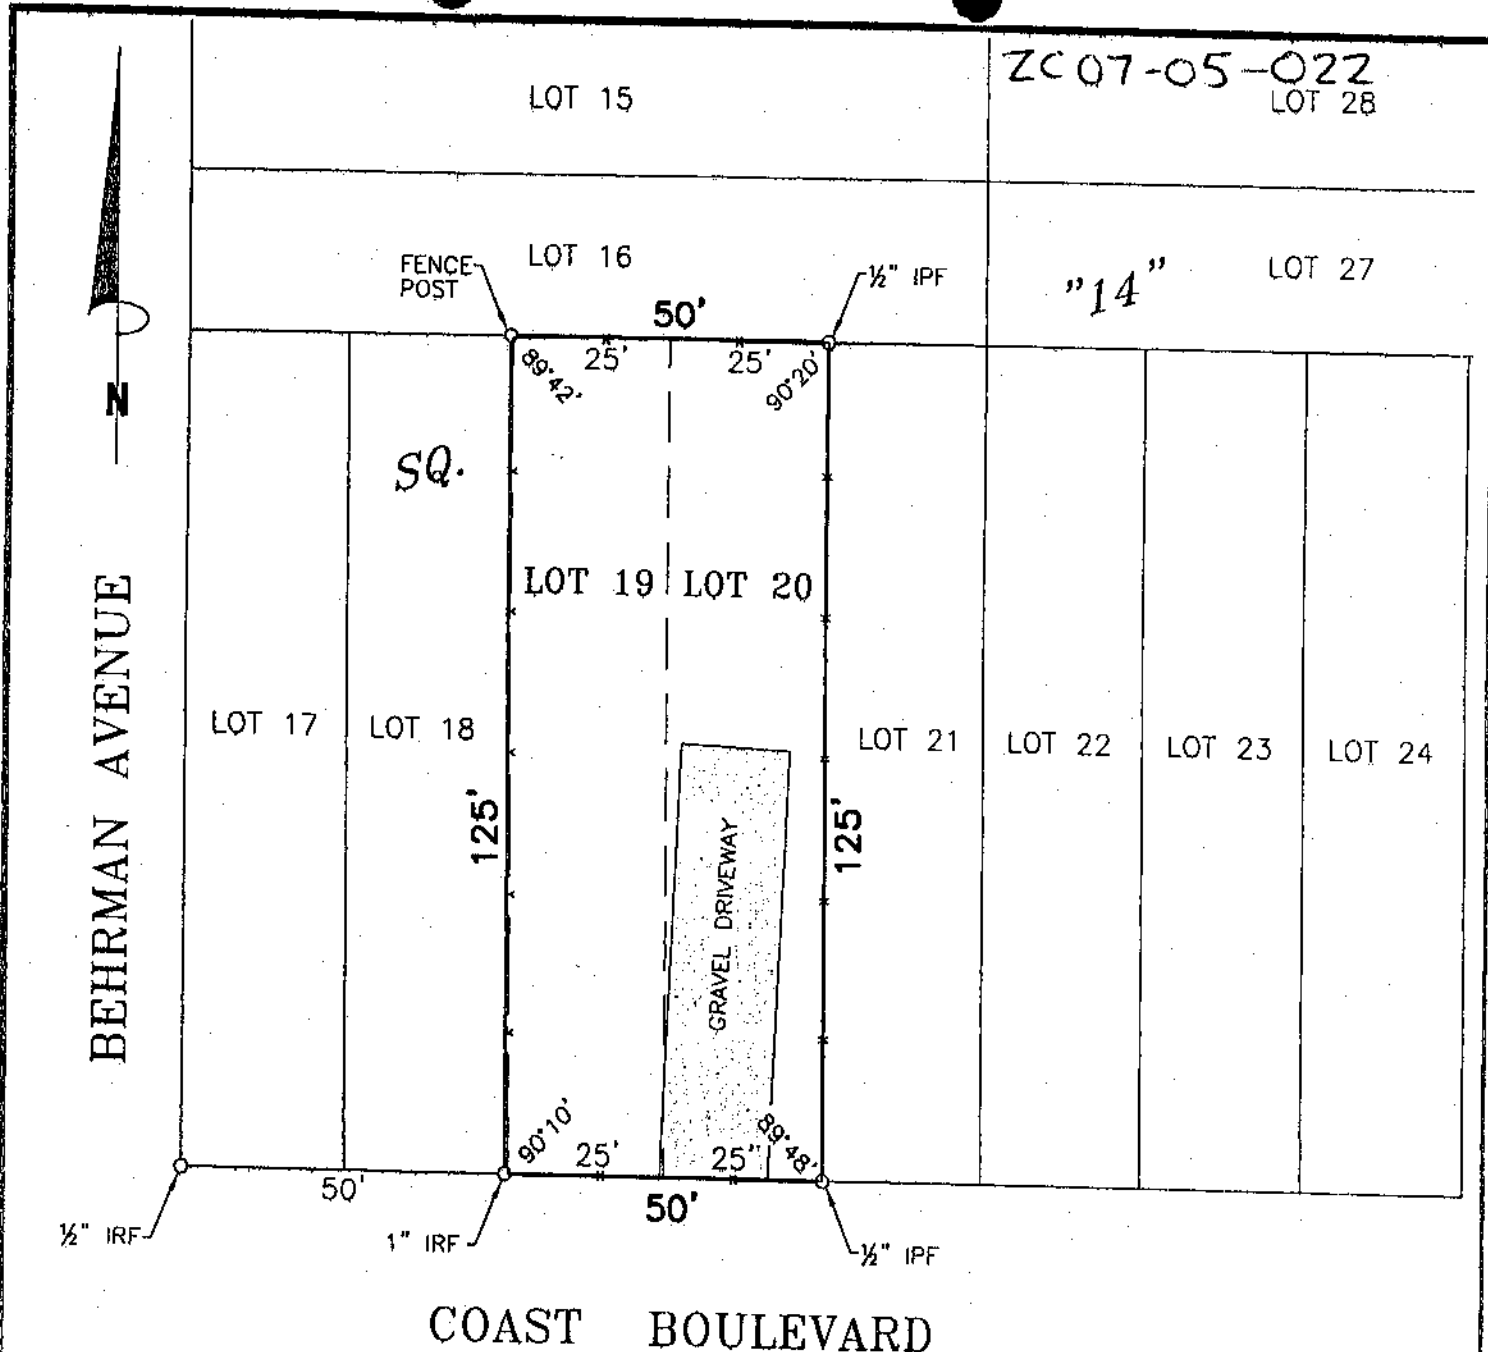 ZC07-05-022
LOT 15
LOT 28
LOT 16
FENCE
POST
½" IPF
"14"
LOT 27
50'
25'
25'
89°42'
90°20'
N
SQ.
LOT 19
LOT 20
BEHRMAN AVENUE
LOT 17
LOT 18
LOT 21
LOT 22
LOT 23
LOT 24
125'
125'
GRAVEL DRIVEWAY
90°10'
89°48'
25'
25"
50'
50'
½" IRF
1" IRF
½" IPF
COAST BOULEVARD